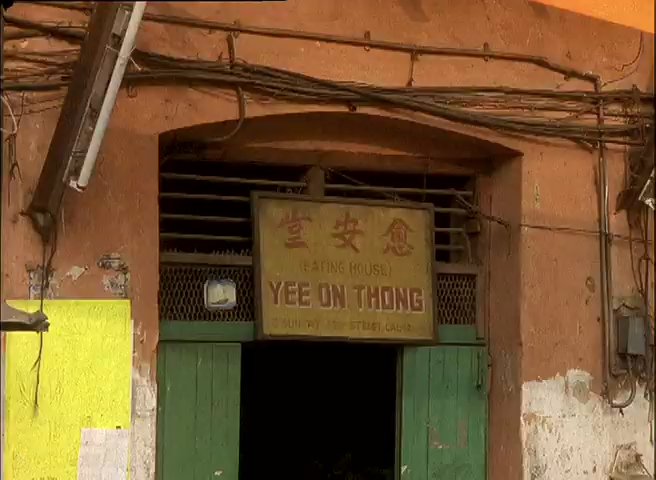 堂安愈
(EATING HOUSE)
YEE ON THONG